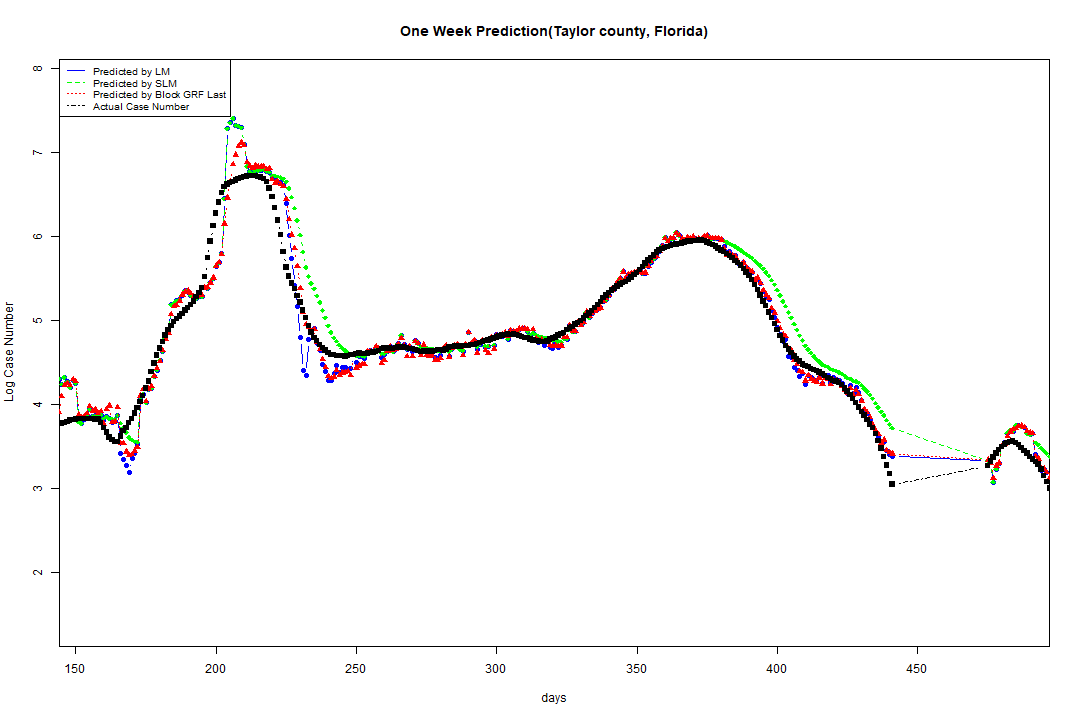 One Week Prediction(Taylor county, Florida)
Predicted by LM
Predicted by SLM
Predicted by Block GRF Last
Actual Case Number
8
7
6
5
4
3
2
Log Case Number
150 200 250 300 350 400 450
days